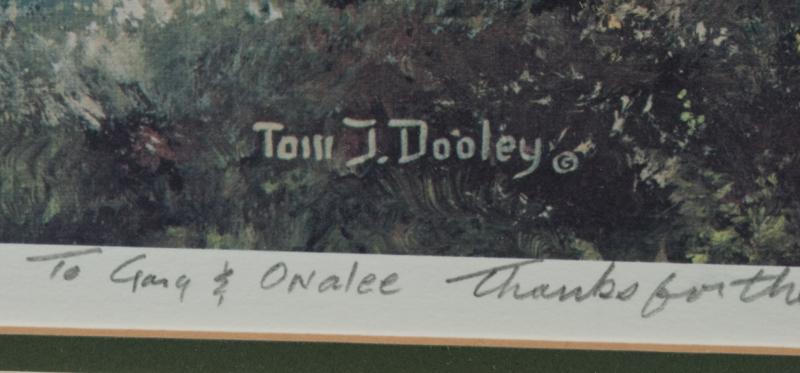 Tom J. Dooley ©
To Gary & Onalee Thanks for the